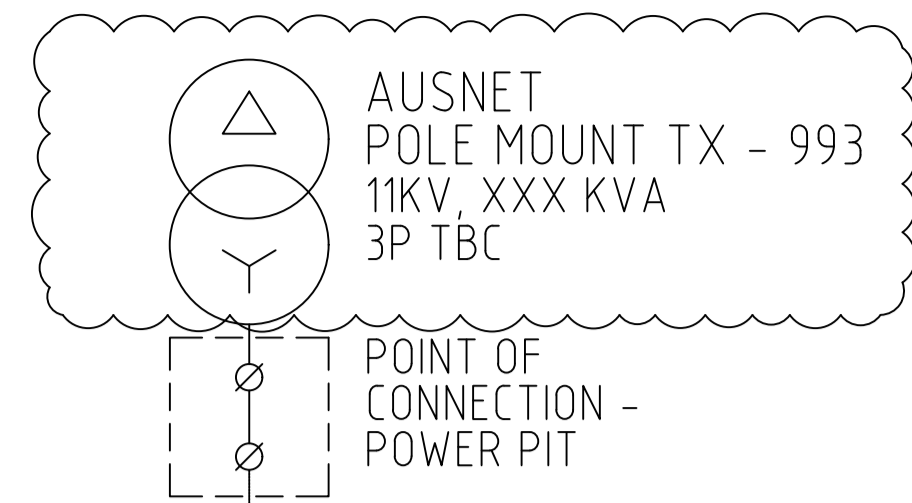 AUSNET
POLE MOUNT TX - 993
11KV, XXX KVA
3P TBC
POINT OF
CONNECTION -
POWER PIT